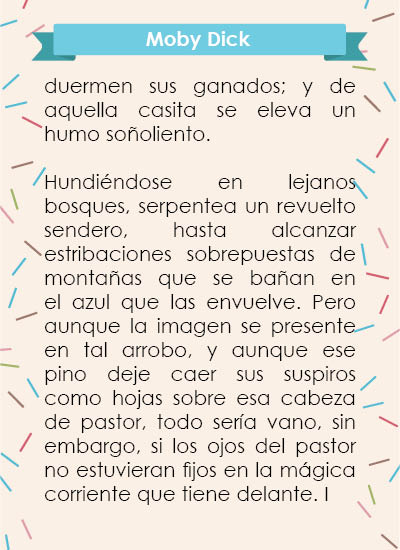 Moby Dick
duermen sus ganados; y de
aquella casita se eleva un
humo soñoliento.
Hundiéndose en lejanos
bosques, serpentea un revuelto
sendero, hasta alcanzar
estribaciones sobrepuestas de
montañas que se bañan en
el azul que las envuelve. Pero
aunque la imagen se presente
en tal arrobo, y aunque ese
pino deje caer sus suspiros
como hojas sobre esa cabeza
de pastor, todo sería vano, sin
embargo, si los ojos del pastor
no estuvieran fijos en la mágica
corriente que tiene delante. I